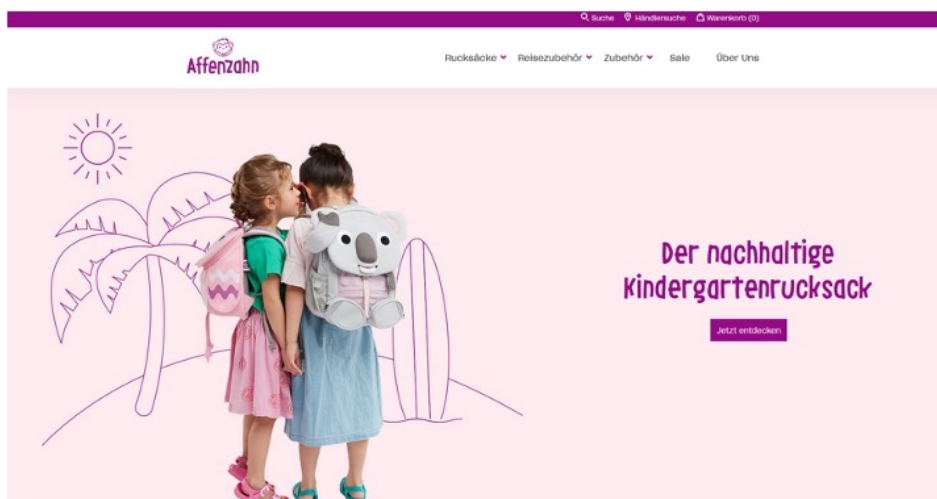 Suche Händlersuche Warenkorb (0)
Affenzahn
Rucksäcke Reisezubehör Zubehör Sale Über Uns
Der nachhaltige
Kindergartenrucksack
Jetzt entdecken